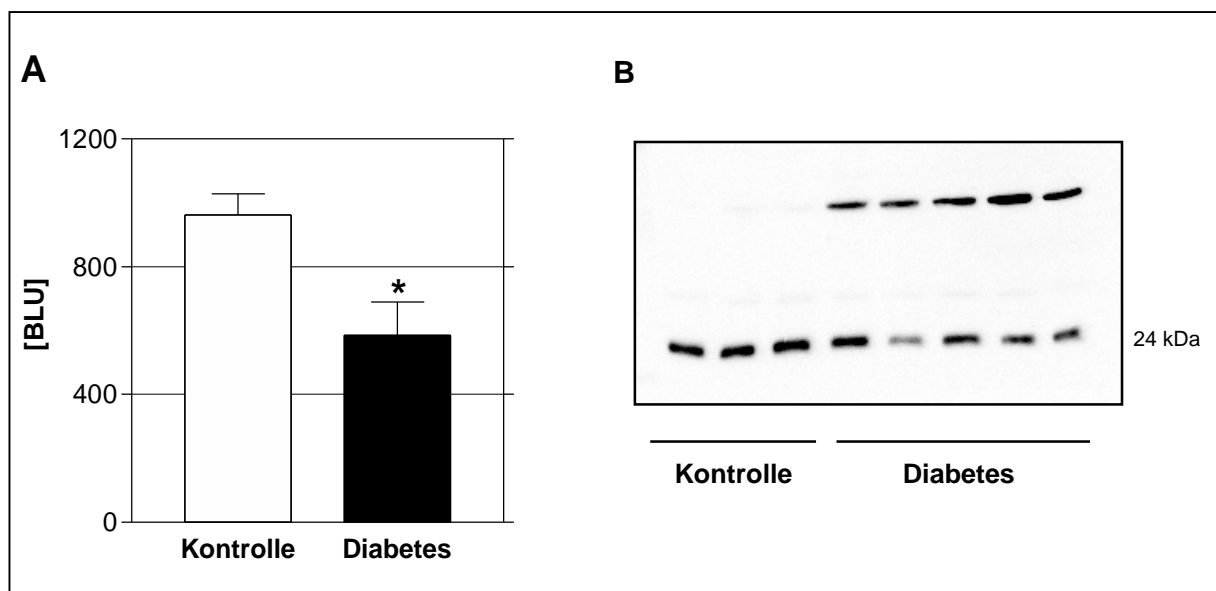 A
B
1200
800
400
0
[BLU]
*
Kontrolle
Diabetes
24 kDa
Kontrolle
Diabetes